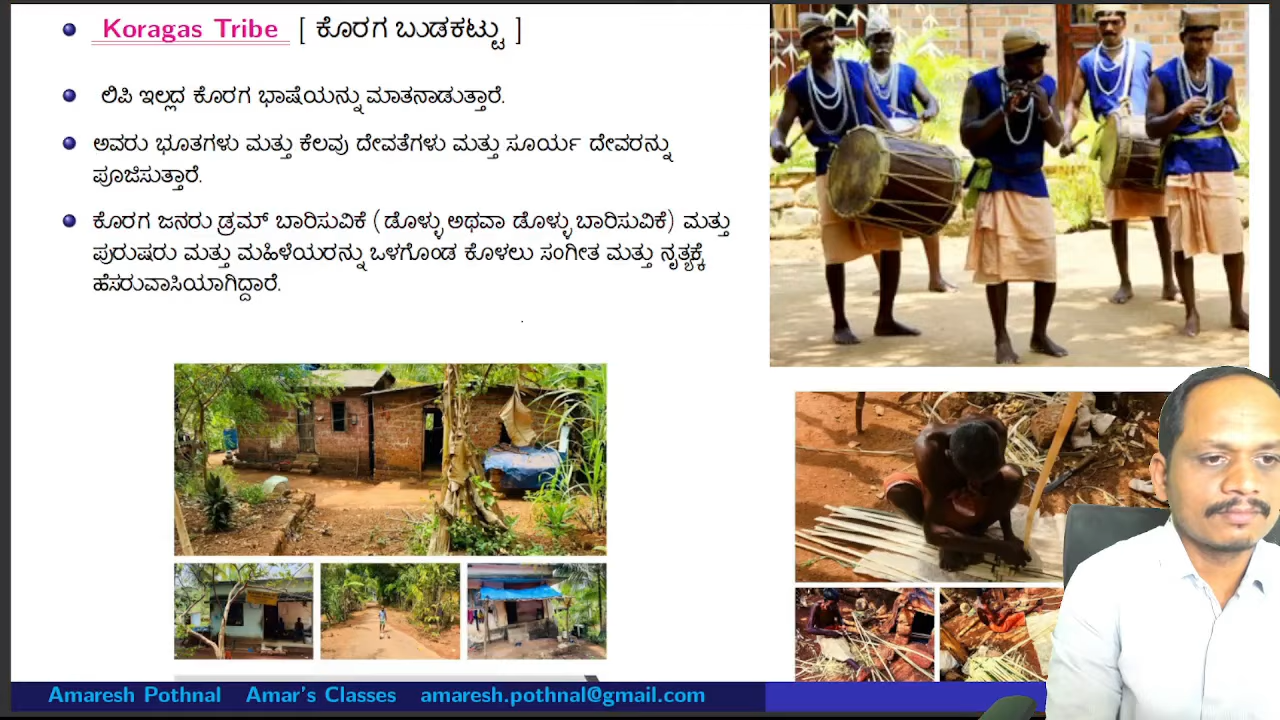 Koragas Tribe [ ಕೊರಗ ಬುಡಕಟ್ಟು ]
ಲಿಪಿ ಇಲ್ಲದ ಕೊರಗ ಭಾಷೆಯನ್ನು ಮಾತನಾಡುತ್ತಾರೆ.
ಅವರು ಭೂತಗಳು ಮತ್ತು ಕೆಲವು ದೇವತೆಗಳು ಮತ್ತು ಸೂರ್ಯ ದೇವರನ್ನು
ಪೂಜಿಸುತ್ತಾರೆ.
ಕೊರಗ ಜನರು ಡ್ರಮ್ ಬಾರಿಸುವಿಕೆ (ಡೊಳ್ಳು ಅಥವಾ ಡೊಳ್ಳು ಬಾರಿಸುವಿಕೆ) ಮತ್ತು
ಪುರುಷರು ಮತ್ತು ಮಹಿಳೆಯರನ್ನು ಒಳಗೊಂಡ ಕೊಳಲು ಸಂಗೀತ ಮತ್ತು ನೃತ್ಯಕ್ಕೆ
ಹೆಸರುವಾಸಿಯಾಗಿದ್ದಾರೆ.
Amaresh Pothnal Amar's Classes amaresh.pothnal@gmail.com